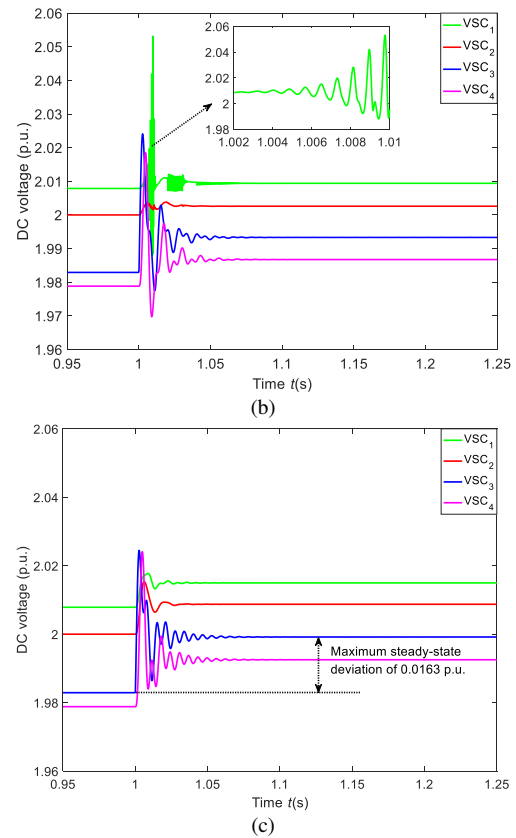 2.06
2.05
2.04
2.03
2.02
2.01
2
1.99
1.98
1.97
1.96
DC voltage (p.u.)
2.06
2.04
2.02
2
1.98
1.002 1.004 1.006 1.008 1.01
VSC1
VSC2
VSC3
VSC4
0.95 1 1.05 1.1 1.15 1.2 1.25
Time t(s)
(b)
2.06
2.04
2.02
2
1.98
1.96
DC voltage (p.u.)
VSC1
VSC2
VSC3
VSC4
Maximum steady-state
deviation of 0.0163 p.u.
0.95 1 1.05 1.1 1.15 1.2 1.25
Time t(s)
(c)